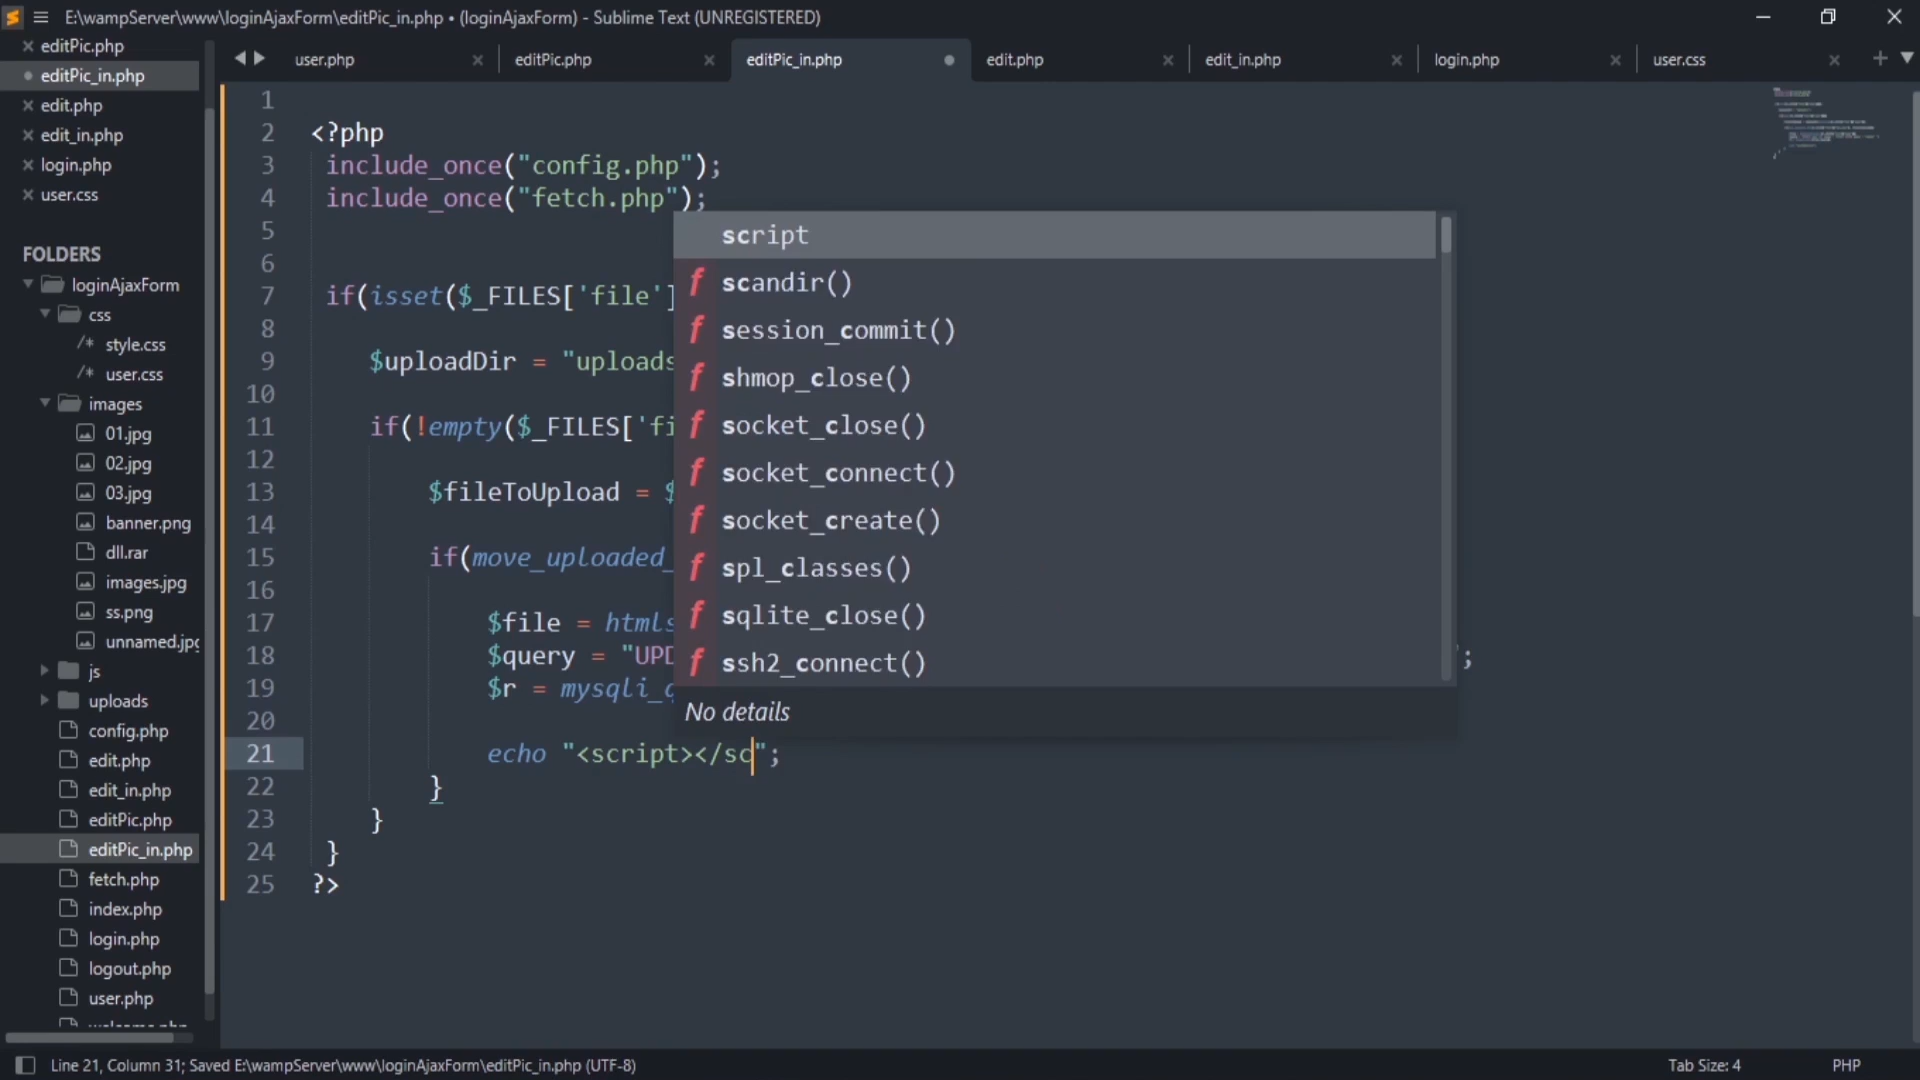 E:\wampServer\www\loginAjaxForm\editPic_in.php • (loginAjaxForm) - Sublime Text (UNREGISTERED)
editPic.php
editPic_in.php
edit.php
edit_in.php
login.php
user.css
FOLDERS
loginAjaxForm
css
/* style.css
/* user.css
images
01.jpg
02.jpg
03.jpg
banner.png
dll.rar
images.jpg
ss.png
unnamed.jpg
js
uploads
config.php
edit.php
edit_in.php
editPic.php
editPic_in.php
fetch.php
index.php
login.php
logout.php
user.php
user.php editPic.php editPic_in.php edit.php edit_in.php login.php user.css
1
2 <?php
3 include_once("config.php");
4 include_once("fetch.php");
5
6
7 if(isset($_FILES['file']
8
9 $uploadDir = "uploads
10
11 if(!empty($_FILES['fi
12
13 $fileToUpload = $
14
15 if(move_uploaded_
16
17 $file = htmls
18 $query = "UPD ;
19 $r = mysqli_q
20
21 echo "<script></sc";
22 }
23 }
24 }
25 ?>
script
f scandir()
f session_commit()
f shmop_close()
f socket_close()
f socket_connect()
f socket_create()
f spl_classes()
f sqlite_close()
f ssh2_connect()
No details
Line 21, Column 31; Saved E:\wampServer\www\loginAjaxForm\editPic_in.php (UTF-8) Tab Size: 4 PHP